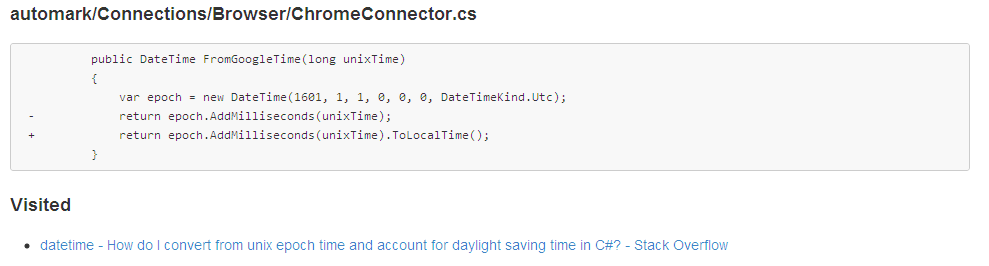 automark/Connections/Browser/ChromeConnector.cs
        public DateTime FromGoogleTime(long unixTime)
        {
            var epoch = new DateTime(1601, 1, 1, 0, 0, 0, DateTimeKind.Utc);
-            return epoch.AddMilliseconds(unixTime);
+            return epoch.AddMilliseconds(unixTime).ToLocalTime();
        }
Visited
• datetime - How do I convert from unix epoch time and account for daylight saving time in C#? - Stack Overflow